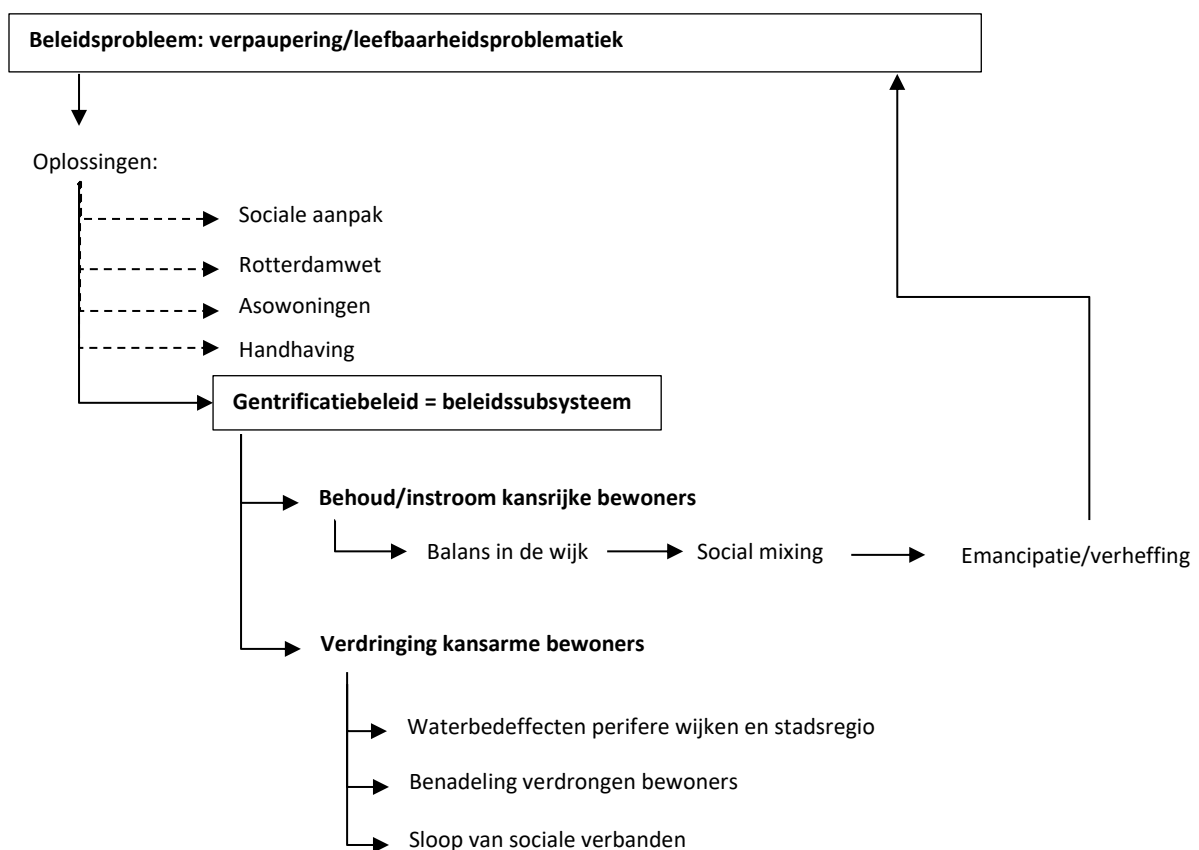 Beleidsprobleem: verpaupering/leefbaarheidsproblematiek
Oplossingen:
Sociale aanpak
Rotterdamwet
Asowoningen
Handhaving
Gentrificatiebeleid = beleidssubsysteem
Behoud/instroom kansrijke bewoners
Balans in de wijk
Social mixing
Emancipatie/verheffing
Verdringing kansarme bewoners
Waterbedeffecten perifere wijken en stadsregio
Benadeling verdrongen bewoners
Sloop van sociale verbanden